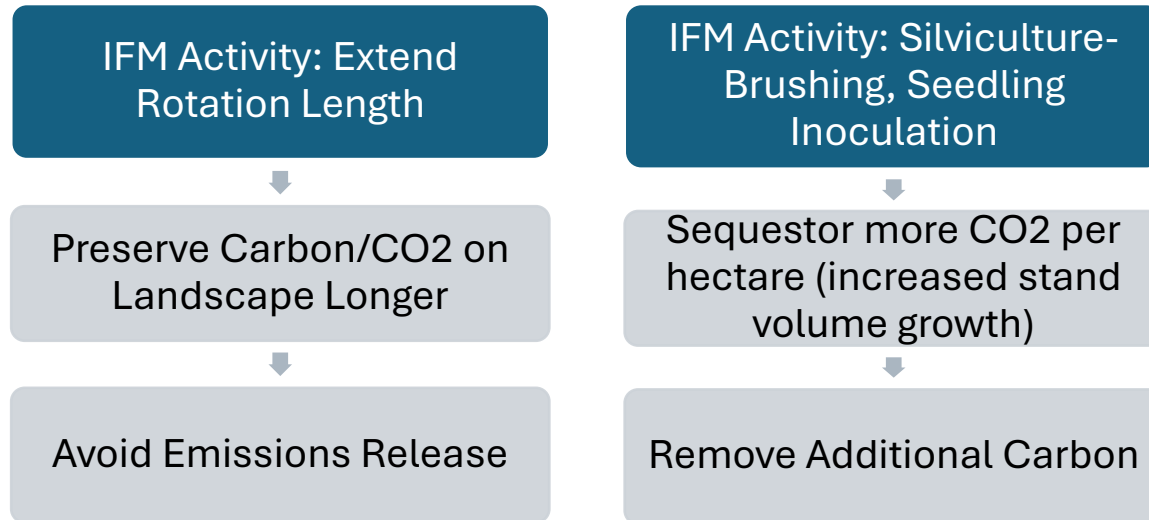 IFM Activity: Extend
Rotation Length
Preserve Carbon/CO2 on
Landscape Longer
Avoid Emissions Release
IFM Activity: Silviculture-
Brushing, Seedling
Inoculation
Sequestor more CO2 per
hectare (increased stand
volume growth)
Remove Additional Carbon